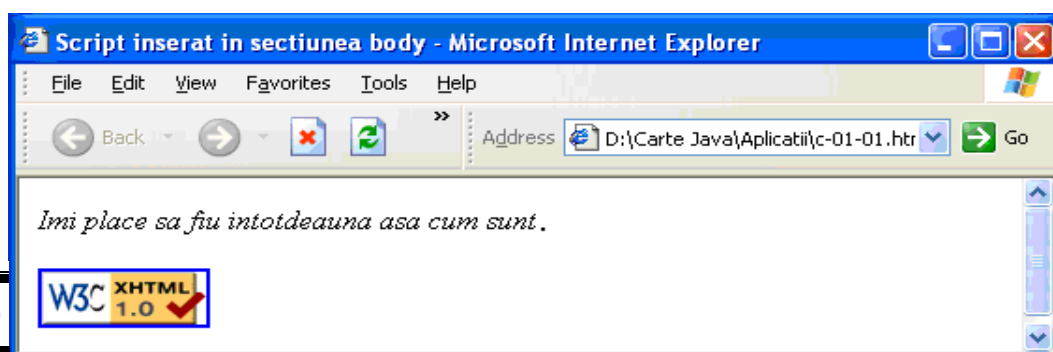 Script inserat in sectiunea body - Microsoft Internet Explorer
File Edit View Favorites Tools Help
Back » Address D:\Carte Java\Aplicatii\c-01-01.htr Go
Imi place sa fiu intotdeauna asa cum sunt.
W3C XHTML
1.0